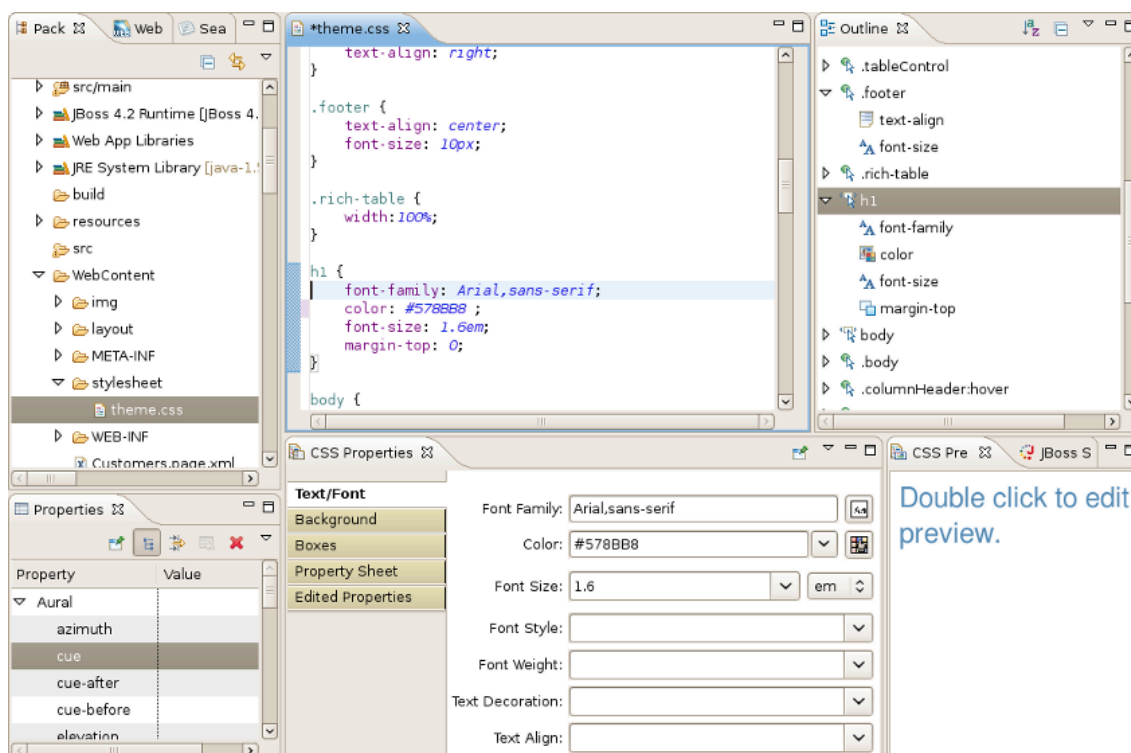 Pack
Web
Sea
src/main
JBoss 4.2 Runtime [JBoss 4.
Web App Libraries
JRE System Library [java-1.
build
resources
src
WebContent
img
layout
META-INF
stylesheet
theme.css
WEB-INF
Customers.page.xml
*theme.css
text-align: right;
}
.footer {
text-align: center;
font-size: 10px;
}
.rich-table {
width:100%;
}
h1 {
font-family: Arial,sans-serif;
color: #578BB8 ;
font-size: 1.6em;
margin-top: 0;
}
body {
Outline
.tableControl
.footer
text-align
font-size
.rich-table
h1
font-family
color
font-size
margin-top
body
.body
.columnHeader:hover
Properties
Property Value
Aural
azimuth
cue
cue-after
cue-before
elevation
CSS Properties
Text/Font
Background
Boxes
Property Sheet
Edited Properties
Font Family: Arial,sans-serif
Color: #578BB8
Font Size: 1.6 em
Font Style:
Font Weight:
Text Decoration:
Text Align:
CSS Pre
JBoss S
Double click to edit
preview.